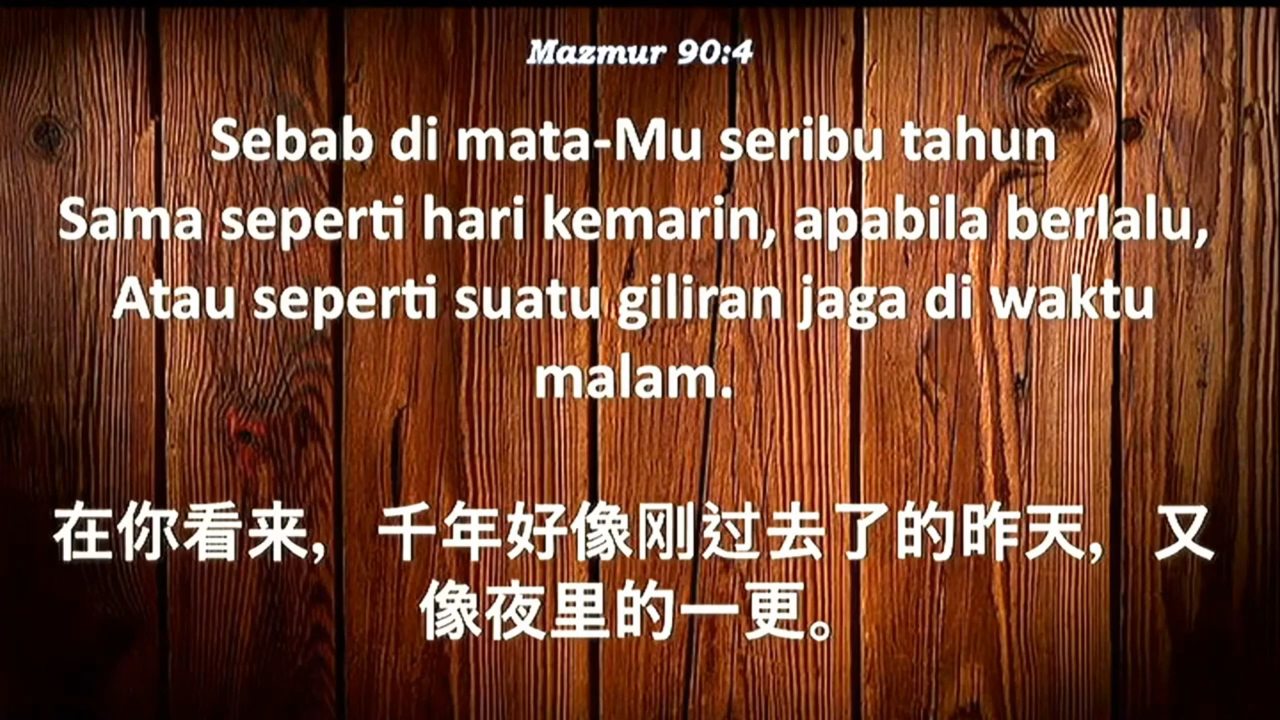 Mazmur 90:4
Sebab di mata-Mu seribu tahun
Sama seperti hari kemarin, apabila berlalu,
Atau seperti suatu giliran jaga di waktu
malam.
在你看来, 千年好像刚过去了的昨天, 又
像夜里的一更。